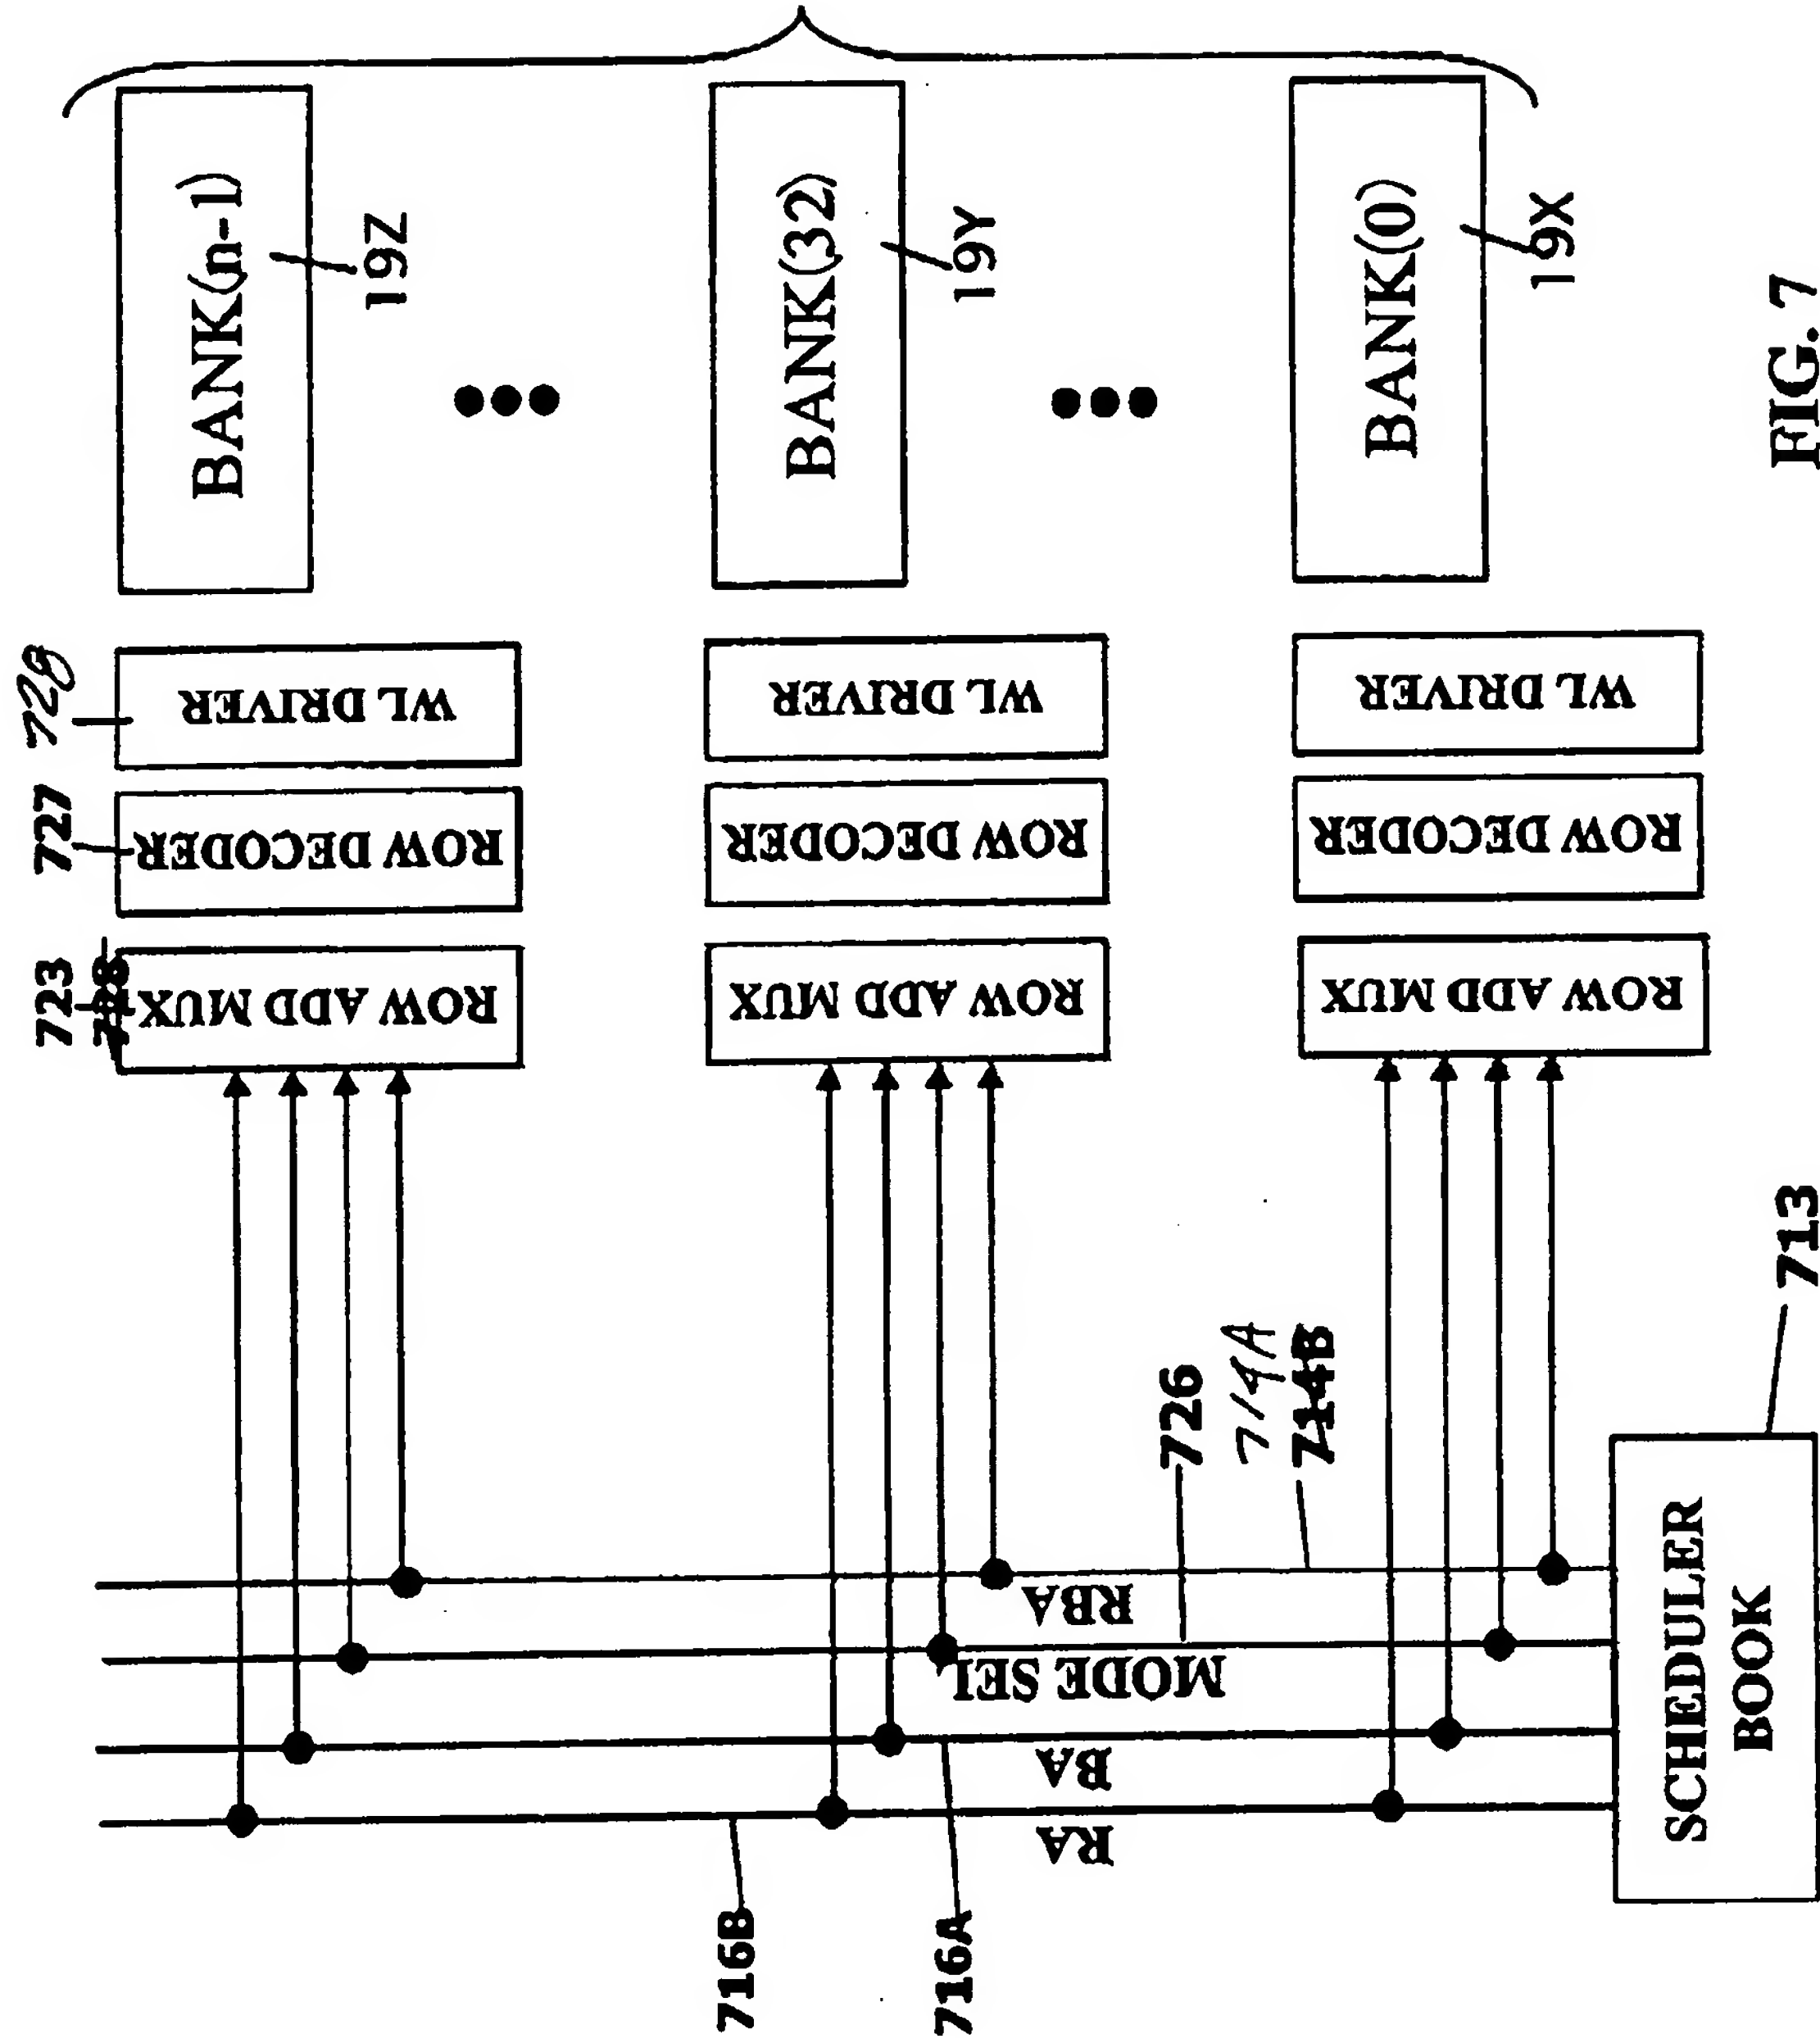 BANK(n-1)
19Z
BANK(32)
19Y
BANK(0)
19X
728
WL DRIVER
WL DRIVER
WL DRIVER
727
ROW DECODER
ROW DECODER
ROW DECODER
723
ROW ADD MUX
ROW ADD MUX
ROW ADD MUX
726
714A
714B
713
RBA
MODE SEL
BA
RA
716B
716A
SCHEDULER
BOOK
FIG. 7